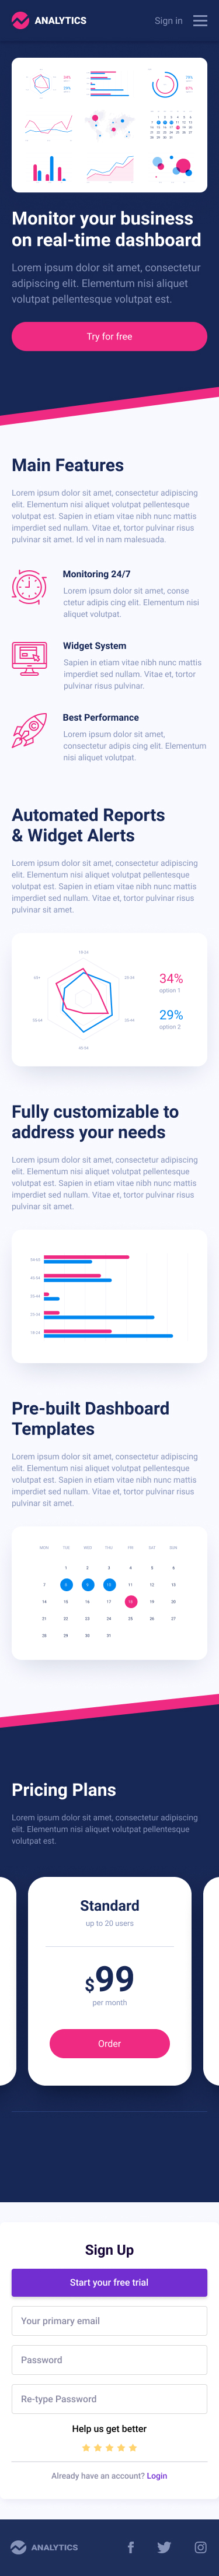 ANALYTICS
Sign in
Monitor your business
on real-time dashboard
Lorem ipsum dolor sit amet, consectetur
adipiscing elit. Elementum nisi aliquet
volutpat pellentesque volutpat est.
Try for free
Main Features
Lorem ipsum dolor sit amet, consectetur adipiscing
elit. Elementum nisi aliquet volutpat pellentesque
volutpat est. Sapien in etiam vitae nibh nunc mattis
imperdiet sed nullam. Vitae et, tortor pulvinar risus
pulvinar sit amet. Id vel in nam malesuada.
Monitoring 24/7
Lorem ipsum dolor sit amet, conse
ctetur adipis cing elit. Elementum nisi
aliquet volutpat.
Widget System
Sapien in etiam vitae nibh nunc mattis
imperdiet sed nullam. Vitae et, tortor
pulvinar risus pulvinar.
Best Performance
Lorem ipsum dolor sit amet,
consectetur adipis cing elit. Elementum
nisi aliquet volutpat.
Automated Reports
& Widget Alerts
Lorem ipsum dolor sit amet, consectetur adipiscing
elit. Elementum nisi aliquet volutpat pellentesque
volutpat est. Sapien in etiam vitae nibh nunc mattis
imperdiet sed nullam. Vitae et, tortor pulvinar risus
pulvinar sit amet.
34%
option 1
29%
option 2
Fully customizable to
address your needs
Lorem ipsum dolor sit amet, consectetur adipiscing
elit. Elementum nisi aliquet volutpat pellentesque
volutpat est. Sapien in etiam vitae nibh nunc mattis
imperdiet sed nullam. Vitae et, tortor pulvinar risus
pulvinar sit amet.
Pre-built Dashboard
Templates
Lorem ipsum dolor sit amet, consectetur adipiscing
elit. Elementum nisi aliquet volutpat pellentesque
volutpat est. Sapien in etiam vitae nibh nunc mattis
imperdiet sed nullam. Vitae et, tortor pulvinar risus
pulvinar sit amet.
MON TUE WED THU FRI SAT SUN
1 2 3 4 5 6
7 8 9 10 11 12 13
14 15 16 17 18 19 20
21 22 23 24 25 26 27
28 29 30 31
Pricing Plans
Lorem ipsum dolor sit amet, consectetur adipiscing
elit. Elementum nisi aliquet volutpat pellentesque
volutpat est.
Standard
up to 20 users
$99
per month
Order
Sign Up
Start your free trial
Your primary email
Password
Re-type Password
Help us get better
Already have an account? Login
ANALYTICS